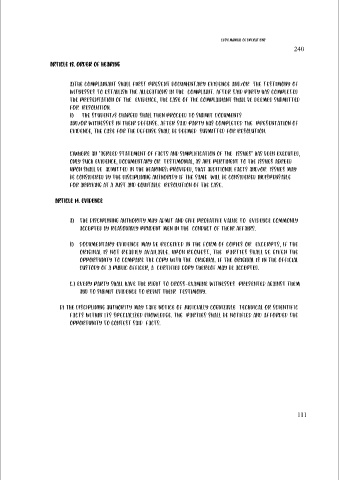 240
ARTICLE 13. ORDER OF HEARING
A)THE COMPLAINANT SHALL FIRST PRESENT DOCUMENTARY EVIDENCE AND/OR THE TESTIMONY OF
WITNESSES TO ESTABLISH THE ALLEGATIONS IN THE COMPLAINT. AFTER SAID PARTY HAS COMPLETED
THE PRESENTATION OF THE EVIDENCE, THE CASE OF THE COMPLAINANT SHALL BE DEEMED SUBMITTED
FOR RESOLUTION.
B) THE STUDENT/S CHARGED SHALL THEN PROCEED TO SUBMIT DOCUMENTS
AND/OR WITNESSES IN THEIR DEFENSE. AFTER SAID PARTY HAS COMPLETED THE PRESENTATION OF
EVIDENCE, THE CASE FOR THE DEFENSE SHALL BE DEEMED SUBMITTED FOR RESOLUTION.
C)WHERE AN "AGREED STATEMENT OF FACTS AND SIMPLIFICATION OF THE ISSUES" HAS BEEN EXECUTED,
ONLY SUCH EVIDENCE, DOCUMENTARY OR TESTIMONIAL, AS ARE PERTINENT TO THE ISSUES AGREED
UPON SHALL BE ADMITTED IN THE HEARINGS; PROVIDED, THAT ADDITIONAL FACTS AND/OR ISSUES MAY
BE CONSIDERED BY THE DISCIPLINING AUTHORITY IF THE SAME WILL BE CONSIDERED INDISPENSABLE
FOR ARRIVING AT A JUST AND EQUITABLE RESOLUTION OF THE CASE.
ARTICLE 14. EVIDENCE
A) THE DISCIPLINING AUTHORITY MAY ADMIT AND GIVE PROBATIVE VALUE TO EVIDENCE COMMONLY
ACCEPTED BY REASONABLY PRUDENT MEN IN THE CONDUCT OF THEIR AFFAIRS.
B) DOCUMENTARY EVIDENCE MAY BE RECEIVED IN THE FORM OF COPIES OR EXCERPTS, IF THE
ORIGINAL IS NOT READILY AVAILABLE. UPON REQUEST, THE PARTIES SHALL BE GIVEN THE
OPPORTUNITY TO COMPARE THE COPY WITH THE ORIGINAL. IF THE ORIGINAL IS IN THE OFFICIAL
CUSTODY OF A PUBLIC OFFICER, A CERTIFIED COPY THEREOF MAY BE ACCEPTED.
C.) EVERY PARTY SHALL HAVE THE RIGHT TO CROSS-EXAMINE WITNESSES PRESENTED AGAINST THEM
AND TO SUBMIT EVIDENCE TO REBUT THEIR TESTIMONY.
D) THE DISCIPLINING AUTHORITY MAY TAKE NOTICE OF JUDICIALLY COGNIZABLE TECHNICAL OR SCIENTIFIC
FACTS WITHIN ITS SPECIALIZED KNOWLEDGE. THE PARTIES SHALL BE NOTIFIED AND AFFORDED THE
OPPORTUNITY TO CONTEST SAID FACTS.
111